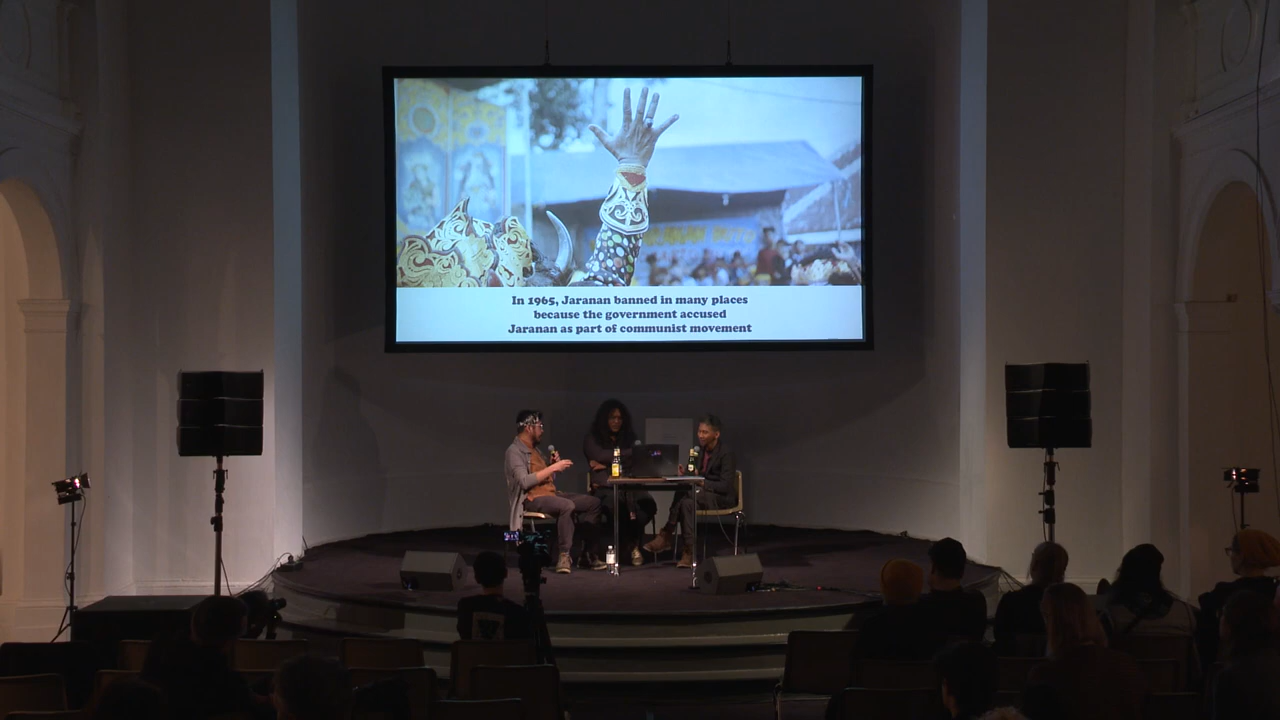 In 1965, Jaranan banned in many places
because the government accused
Jaranan as part of communist movement